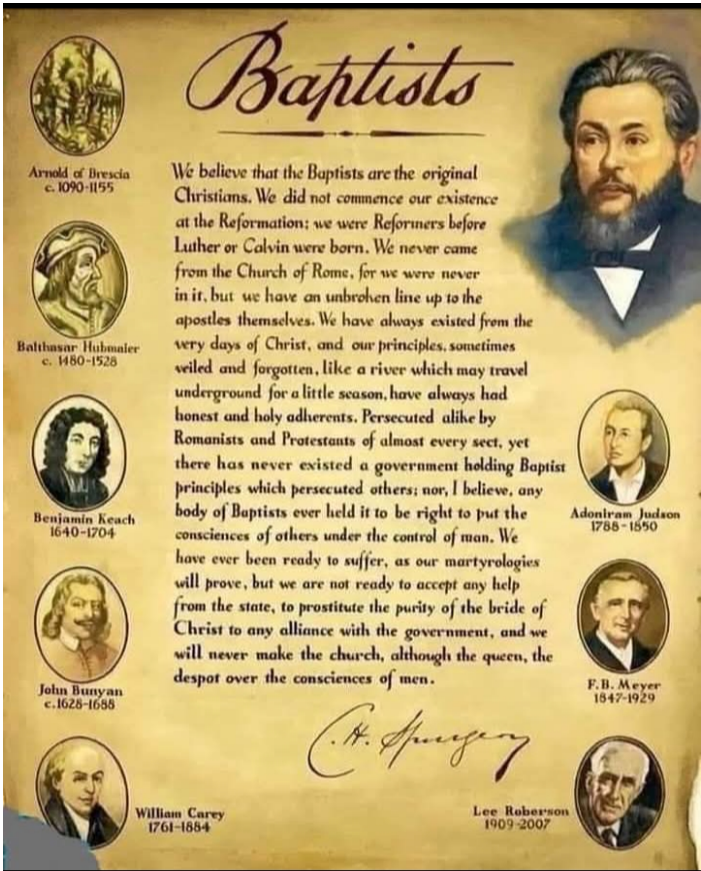 Baptists
Arnold of Brescia
c. 1090-1155
We believe that the Baptists are the original
Christians. We did not commence our existence
at the Reformation; we were Reformers before
Luther or Calvin were born. We never came
from the Church of Rome, for we were never
in it, but we have an unbroken line up to the
apostles themselves. We have always existed from the
very days of Christ, and our principles, sometimes
veiled and forgotten, like a river which may travel
underground for a little season, have always had
honest and holy adherents. Persecuted alike by
Romanists and Protestants of almost every sect, yet
there has never existed a government holding Baptist
principles which persecuted others; nor, I believe, any
body of Baptists ever held it to be right to put the
consciences of others under the control of man. We
have ever been ready to suffer, as our martyrologies
will prove, but we are not ready to accept any help
from the state, to prostitute the purity of the bride of
Christ to any alliance with the government, and we
will never make the church, although the queen, the
despot over the consciences of men.
C. H. Spurgeon
Balthasar Hubmaier
c. 1480-1528
Benjamin Keach
1640-1704
John Bunyan
c.1628-1688
William Carey
1761-1884
Adoniram Judson
1788-1850
F.B. Meyer
1847-1929
Lee Roberson
1909-2007